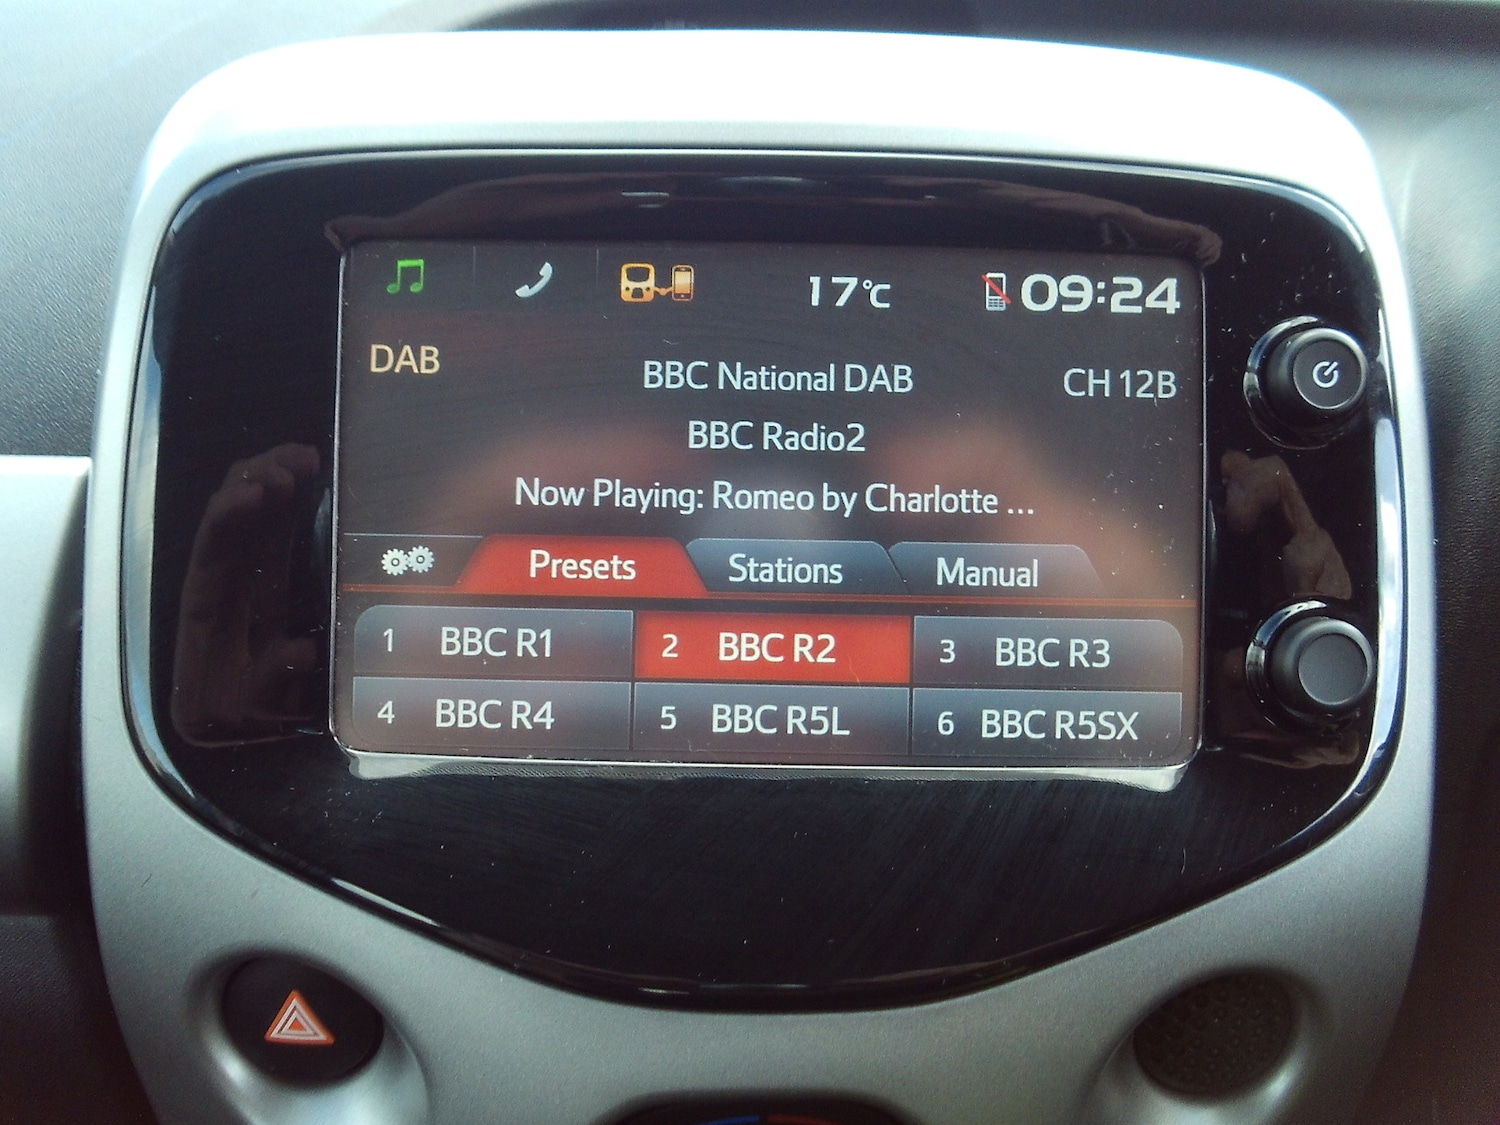 17°C 09:24
DAB
BBC National DAB CH 12B
BBC Radio2
Now Playing: Romeo by Charlotte ...
Presets Stations Manual
1 BBC R1 2 BBC R2 3 BBC R3
4 BBC R4 5 BBC R5L 6 BBC R5SX